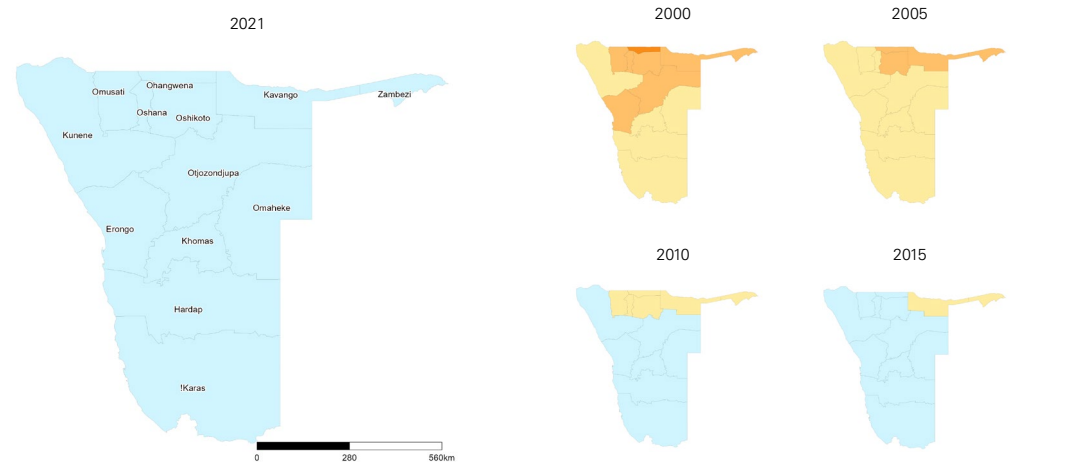 2021
Omusati
Ohangwena
Oshana
Oshikoto
Kavango
Zambezi
Kunene
Otjozondjupa
Omaheke
Erongo
Khomas
Hardap
!Karas
0 280 560km
2000
2005
2010
2015